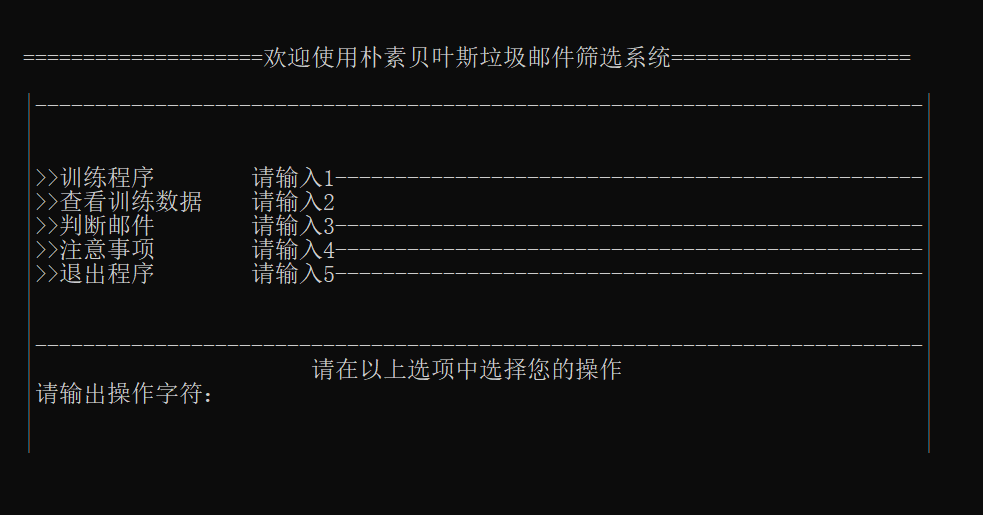 ====================欢迎使用朴素贝叶斯垃圾邮件筛选系统====================
--------------------------------------------------------------------------
>>训练程序        请输入1-------------------------------------------------
>>查看训练数据    请输入2
>>判断邮件        请输入3-------------------------------------------------
>>注意事项        请输入4-------------------------------------------------
>>退出程序        请输入5-------------------------------------------------
--------------------------------------------------------------------------
请在以上选项中选择您的操作
请输出操作字符: